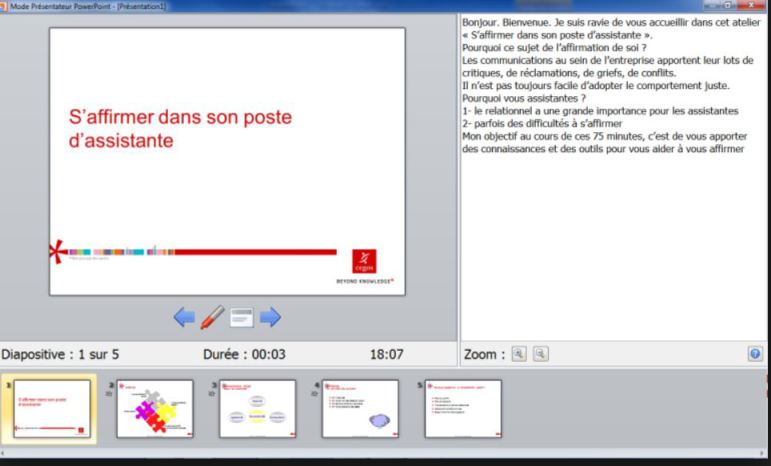 Mode Présentateur PowerPoint - [Présentation1]
S'affirmer dans son poste
d'assistante
cegos
BEYOND KNOWLEDGE
Bonjour. Bienvenue. Je suis ravie de vous accueillir dans cet atelier
« S'affirmer dans son poste d'assistante ».
Pourquoi ce sujet de l'affirmation de soi ?
Les communications au sein de l'entreprise apportent leur lots de
critiques, de réclamations, de griefs, de conflits.
Il n'est pas toujours facile d'adopter le comportement juste.
Pourquoi vous assistantes ?
1- le relationnel a une grande importance pour les assistantes
2- parfois des difficultés à s'affirmer
Mon objectif au cours de ces 75 minutes, c'est de vous apporter
des connaissances et des outils pour vous aider à vous affirmer
Diapositive : 1 sur 5
Durée : 00:03
18:07
Zoom :
1
2
3
4
5
S'affirmer dans son poste
d'assistante